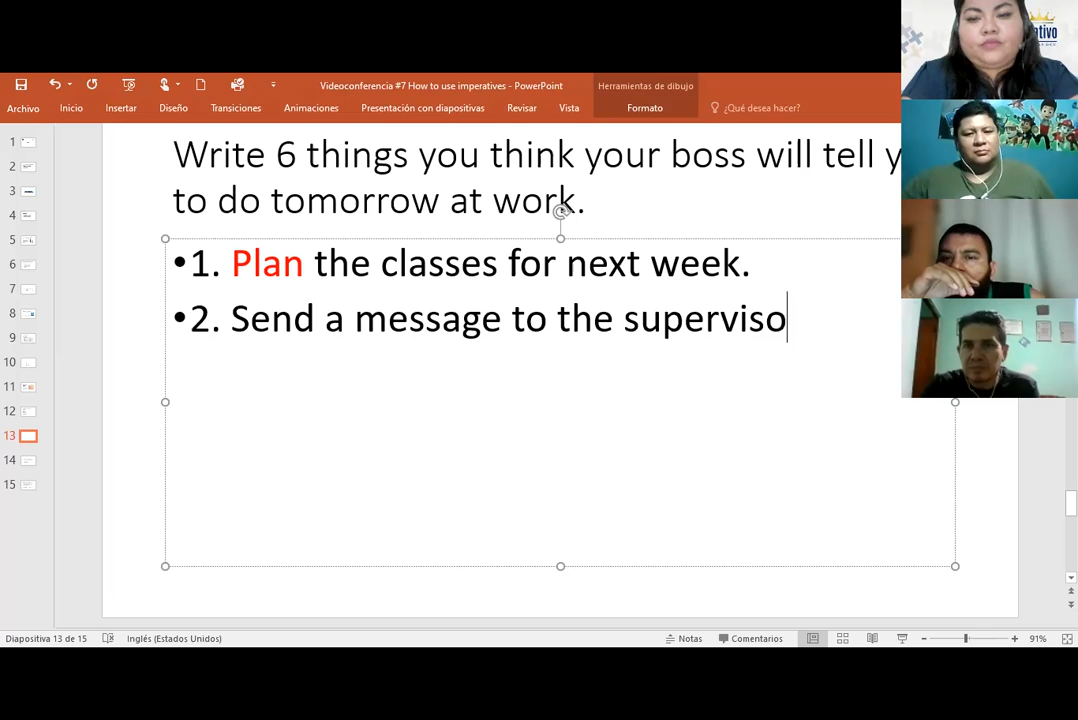 Videoconferencia #7 How to use imperatives - PowerPoint
Herramientas de dibujo
Archivo Inicio Insertar Diseño Transiciones Animaciones Presentación con diapositivas Revisar Vista Formato ¿Qué desea hacer?
Write 6 things you think your boss will tell y
to do tomorrow at work.
•1. Plan the classes for next week.
•2. Send a message to the superviso
1
2
3
4
5
6
7
8
9
10
11
12
13
14
15
Diapositiva 13 de 15 Inglés (Estados Unidos) Notas Comentarios 91%